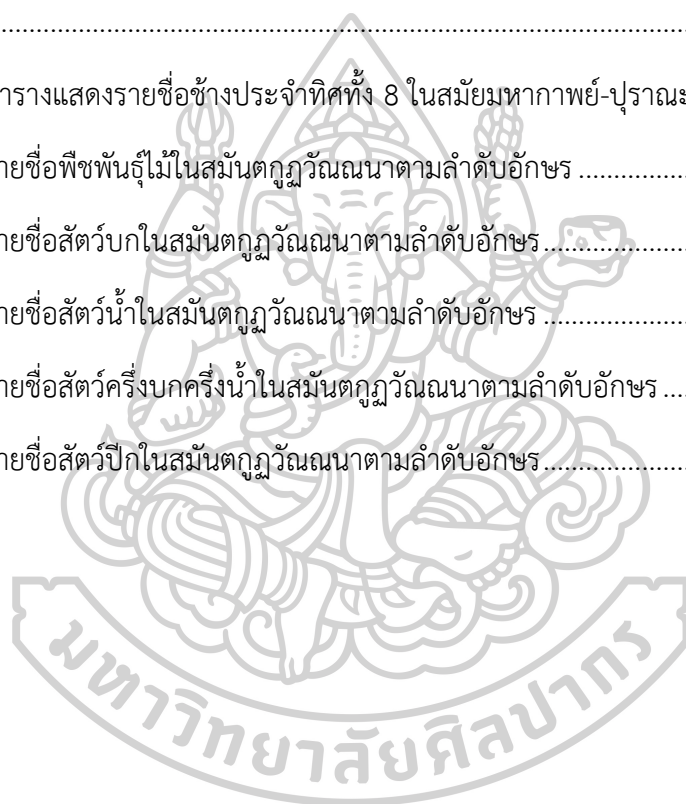 ................................................................................................
ารางแสดงรายชื่อช้างประจำทิศทั้ง 8 ในสมัยมหากาพย์-ปุราณะ
ายชื่อพืชพันธุ์ไม้ในสมันตกูฏวัณณนาตามลำดับอักษร ..................
ายชื่อสัตว์บกในสมันตกูฏวัณณนาตามลำดับอักษร.......................
ายชื่อสัตว์น้ำในสมันตกูฏวัณณนาตามลำดับอักษร .......................
ายชื่อสัตว์ครึ่งบกครึ่งน้ำในสมันตกูฏวัณณนาตามลำดับอักษร ....
ายชื่อสัตว์ปีกในสมันตกูฏวัณณนาตามลำดับอักษร.......................
มหาวิทยาลัยศิลปากร